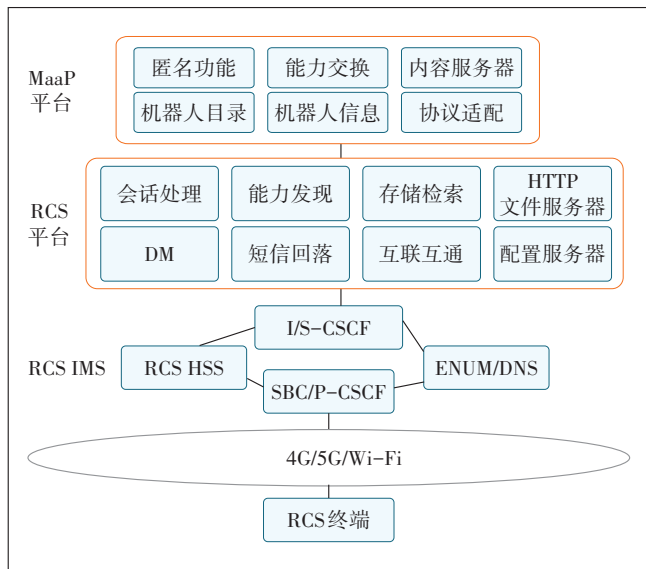 MaaP
平台
匿名功能
能力交换
内容服务器
机器人目录
机器人信息
协议适配
RCS
平台
会话处理
能力发现
存储检索
HTTP
文件服务器
DM
短信回落
互联互通
配置服务器
I/S-CSCF
RCS IMS
RCS HSS
ENUM/DNS
SBC/P-CSCF
4G/5G/Wi-Fi
RCS终端